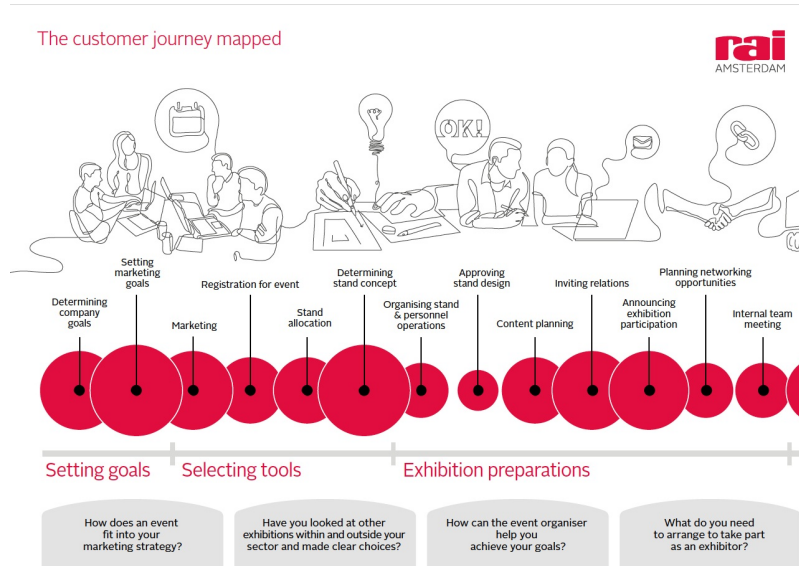 The customer journey mapped
rai
AMSTERDAM
OK!
Determining
company
goals
Setting
marketing
goals
Marketing
Registration for event
Stand
allocation
Determining
stand concept
Organising stand
& personnel
operations
Approving
stand design
Content planning
Inviting relations
Announcing
exhibition
participation
Planning networking
opportunities
Internal team
meeting
Setting goals
Selecting tools
Exhibition preparations
How does an event
fit into your
marketing strategy?
Have you looked at other
exhibitions within and outside your
sector and made clear choices?
How can the event organiser
help you
achieve your goals?
What do you need
to arrange to take part
as an exhibitor?